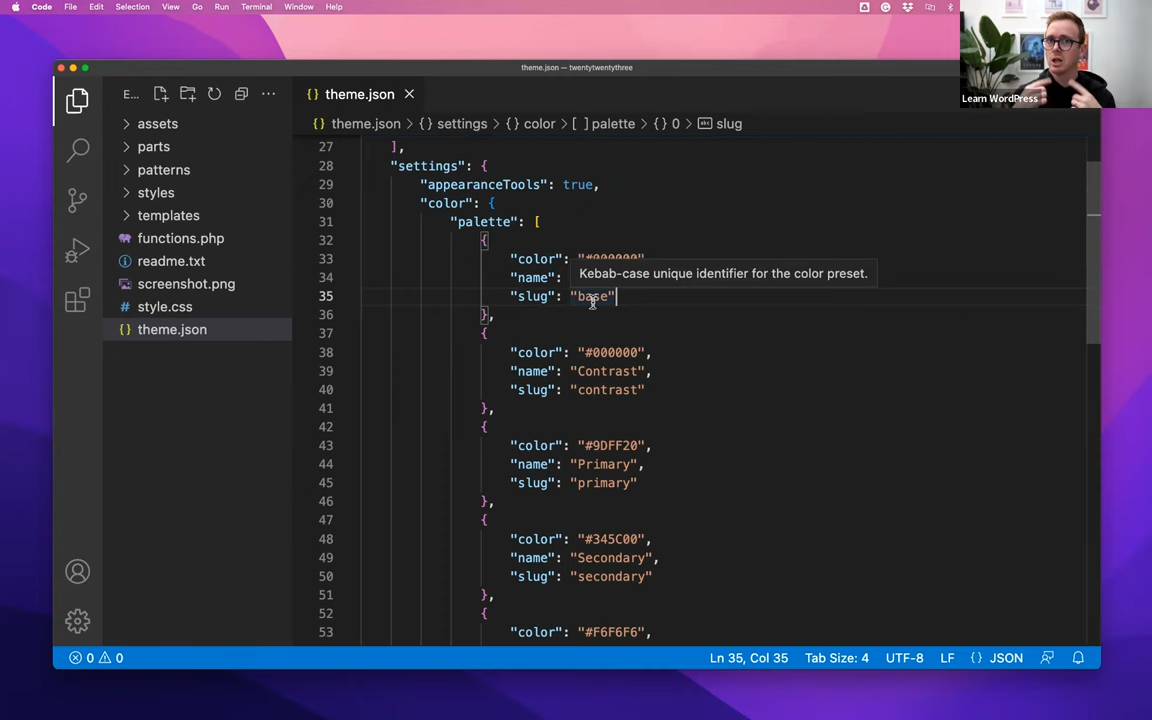 Code File Edit Selection View Go Run Terminal Window Help
theme.json — twentytwentythree
Learn WordPress
E...
theme.json
theme.json > {} settings > {} color > [ ] palette > {} 0 > abc slug
assets
parts
patterns
styles
templates
functions.php
readme.txt
screenshot.png
# style.css
{} theme.json
27 ],
28 "settings": {
29 "appearanceTools": true,
30 "color": {
31 "palette": [
32 {
33 "color": "#000000"
Kebab-case unique identifier for the color preset.
34 "name":
35 "slug": "base"
36 },
37 {
38 "color": "#000000",
39 "name": "Contrast",
40 "slug": "contrast"
41 },
42 {
43 "color": "#9DFF20",
44 "name": "Primary",
45 "slug": "primary"
46 },
47 {
48 "color": "#345C00",
49 "name": "Secondary",
50 "slug": "secondary"
51 },
52 {
53 "color": "#F6F6F6",
0 0 Ln 35, Col 35 Tab Size: 4 UTF-8 LF {} JSON